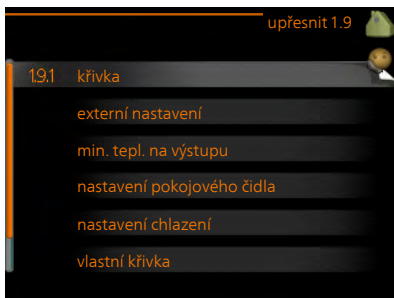 upřesnit 1.9
1.9.1 křivka
externí nastavení
min. tepl. na výstupu
nastavení pokojového čidla
nastavení chlazení
vlastní křivka